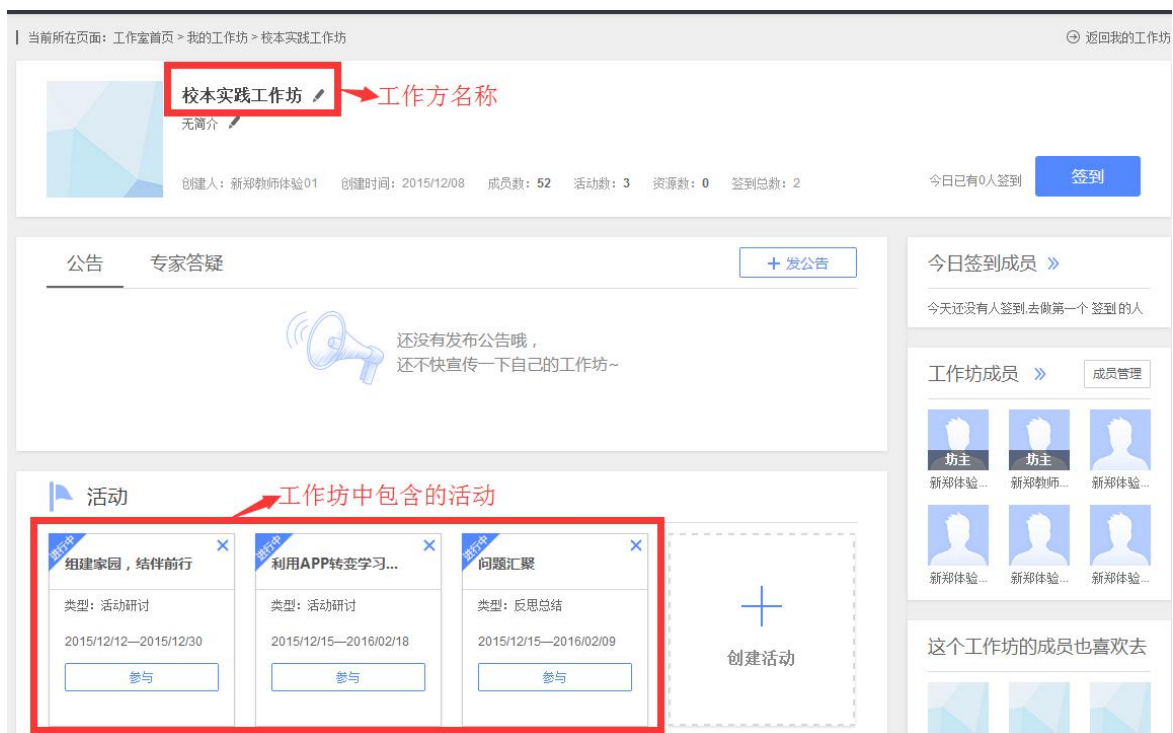 当前所在页面：工作室首页 > 我的工作坊 > 校本实践工作坊
返回我的工作坊
校本实践工作坊
工作方名称
无简介
创建人：新郑教师体验01 创建时间：2015/12/08 成员数：52 活动数：3 资源数：0 签到总数：2
今日已有0人签到
签到
公告 专家答疑
+ 发公告
还没有发布公告哦，
还不快宣传一下自己的工作坊~
今日签到成员 »
今天还没有人签到,去做第一个 签到 的人
工作坊成员 »
成员管理
坊主 坊主
新郑体验... 新郑教师... 新郑体验...
新郑体验... 新郑体验... 新郑体验...
活动
工作坊中包含的活动
进行中
组建家园，结伴前行
类型：活动研讨
2015/12/12—2015/12/30
参与
进行中
利用APP转变学习...
类型：活动研讨
2015/12/15—2016/02/18
参与
进行中
问题汇聚
类型：反思总结
2015/12/15—2016/02/09
参与
创建活动
这个工作坊的成员也喜欢去